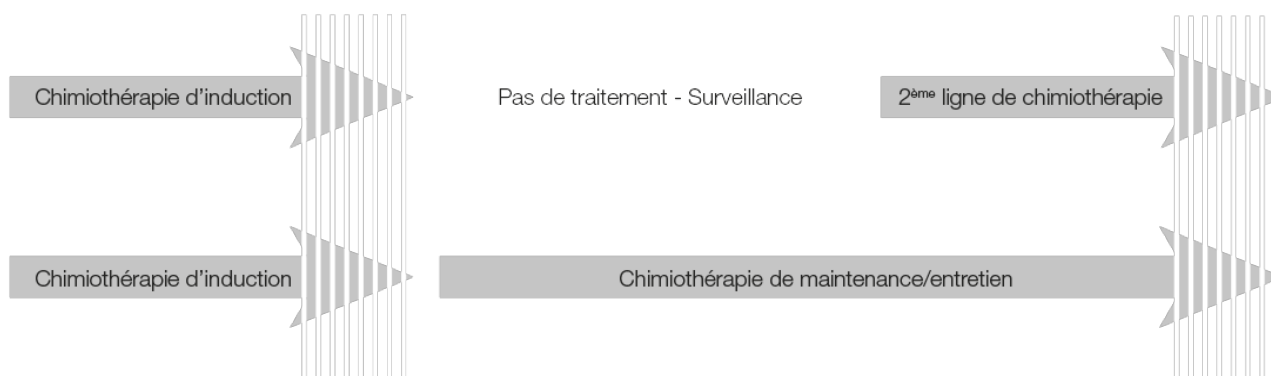 Chimiothérapie d'induction
Pas de traitement - Surveillance
2ème ligne de chimiothérapie
Chimiothérapie d'induction
Chimiothérapie de maintenance/entretien